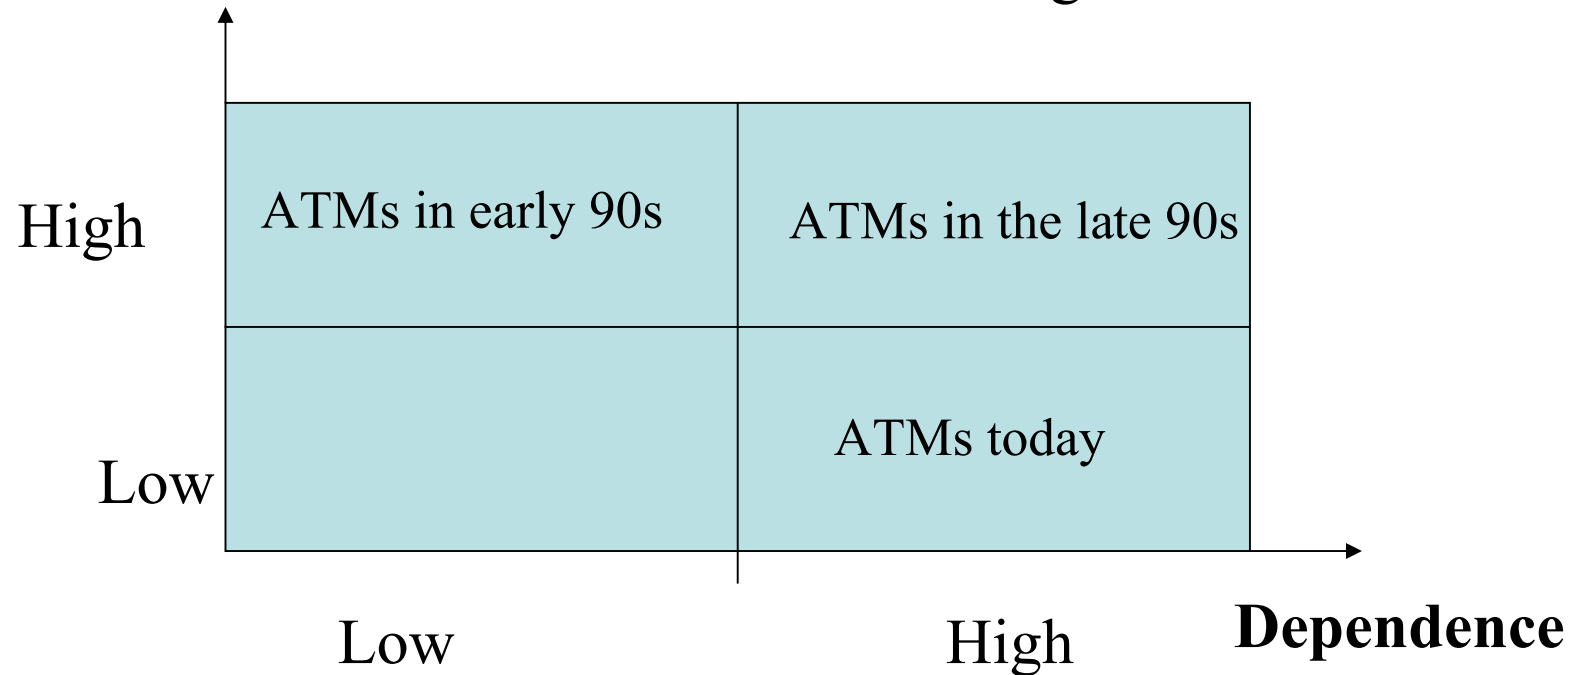 High
ATMs in early 90s
ATMs in the late 90s
Low
ATMs today
Low
High
Dependence